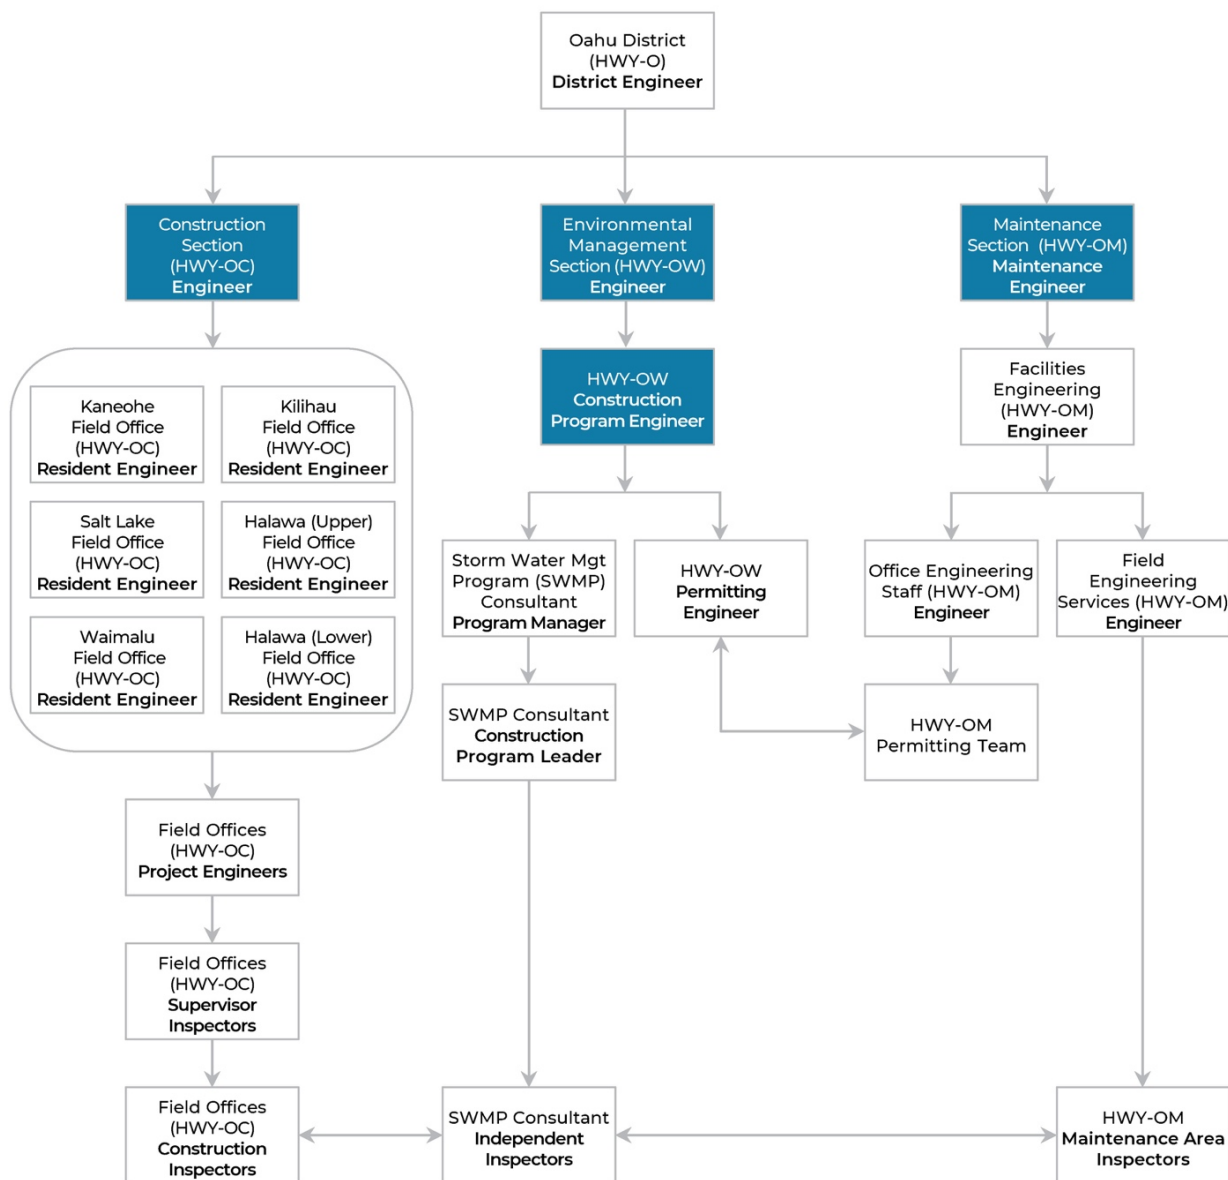 Oahu District
(HWY-O)
District Engineer
Construction
Section
(HWY-OC)
Engineer
Environmental
Management
Section (HWY-OW)
Engineer
Maintenance
Section (HWY-OM)
Maintenance
Engineer
HWY-OW
Construction
Program Engineer
Facilities
Engineering
(HWY-OM)
Engineer
Kaneohe
Field Office
(HWY-OC)
Resident Engineer
Kilihau
Field Office
(HWY-OC)
Resident Engineer
Salt Lake
Field Office
(HWY-OC)
Resident Engineer
Halawa (Upper)
Field Office
(HWY-OC)
Resident Engineer
Waimalu
Field Office
(HWY-OC)
Resident Engineer
Halawa (Lower)
Field Office
(HWY-OC)
Resident Engineer
Storm Water Mgt
Program (SWMP)
Consultant
Program Manager
HWY-OW
Permitting
Engineer
Office Engineering
Staff (HWY-OM)
Engineer
Field
Engineering
Services (HWY-OM)
Engineer
SWMP Consultant
Construction
Program Leader
HWY-OM
Permitting Team
Field Offices
(HWY-OC)
Project Engineers
Field Offices
(HWY-OC)
Supervisor
Inspectors
Field Offices
(HWY-OC)
Construction
Inspectors
SWMP Consultant
Independent
Inspectors
HWY-OM
Maintenance Area
Inspectors